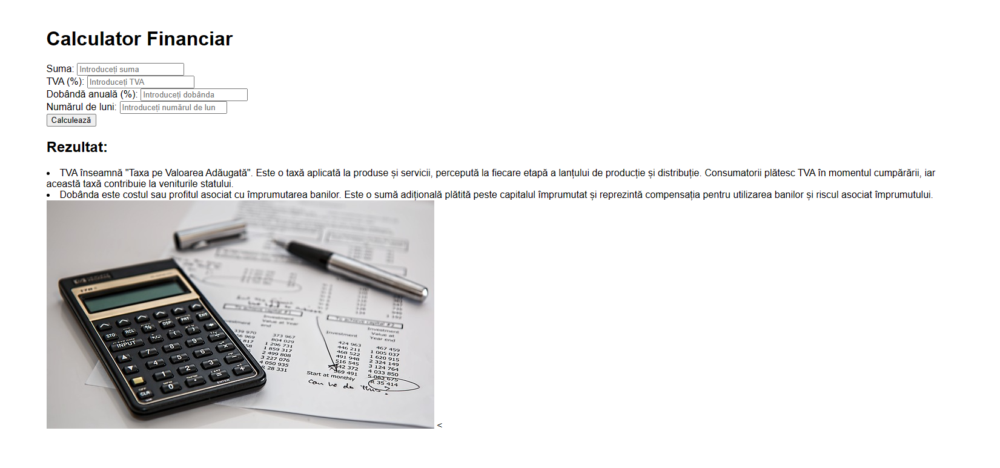 Calculator Financiar
Suma: Introduceți suma
TVA (%): Introduceți TVA
Dobândă anuală (%): Introduceți dobânda
Numărul de luni: Introduceți numărul de lun
Calculează
Rezultat:
• TVA înseamnă "Taxa pe Valoarea Adăugată". Este o taxă aplicată la produse și servicii, percepută la fiecare etapă a lanțului de producție și distribuție. Consumatorii plătesc TVA în momentul cumpărării, iar
această taxă contribuie la veniturile statului.
• Dobânda este costul sau profitul asociat cu împrumutarea banilor. Este o sumă adițională plătită peste capitalul împrumutat și reprezintă compensația pentru utilizarea banilor și riscul asociat împrumutului.
EXIT
PRT
DSP
%
RCL
STO
INPUT
7 8 9
4 5 6
1 2 3
0 . =
CLR
ENTER
Investment
Value at Year
end
373 967
804 029
1 296 731
1 859 317
2 499 808
3 227 076
4 050 935
R 28 331
To achieve capital #2
Investment
Investment
Value at
Year end
424 963 467 459
446 211 1 005 037
468 522 1 620 915
491 948 2 324 149
516 545 3 124 764
542 372 4 033 850
569 491 5 063 675
Start at monthly R 35 414
can he do this?
<